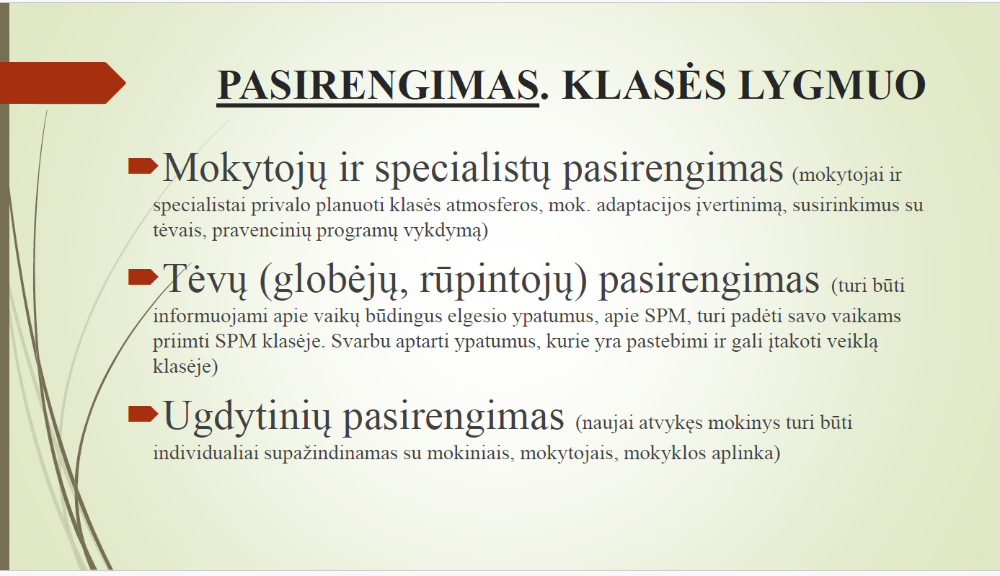 PASIRENGIMAS. KLASĖS LYGMUO
Mokytojų ir specialistų pasirengimas (mokytojai ir
specialistai privalo planuoti klasės atmosferos, mok. adaptacijos įvertinimą, susirinkimus su
tėvais, pravencinių programų vykdymą)
Tėvų (globėjų, rūpintojų) pasirengimas (turi būti
informuojami apie vaikų būdingus elgesio ypatumus, apie SPM, turi padėti savo vaikams
priimti SPM klasėje. Svarbu aptarti ypatumus, kurie yra pastebimi ir gali įtakoti veiklą
klasėje)
Ugdytinių pasirengimas (naujai atvykęs mokinys turi būti
individualiai supažindinamas su mokiniais, mokytojais, mokyklos aplinka)